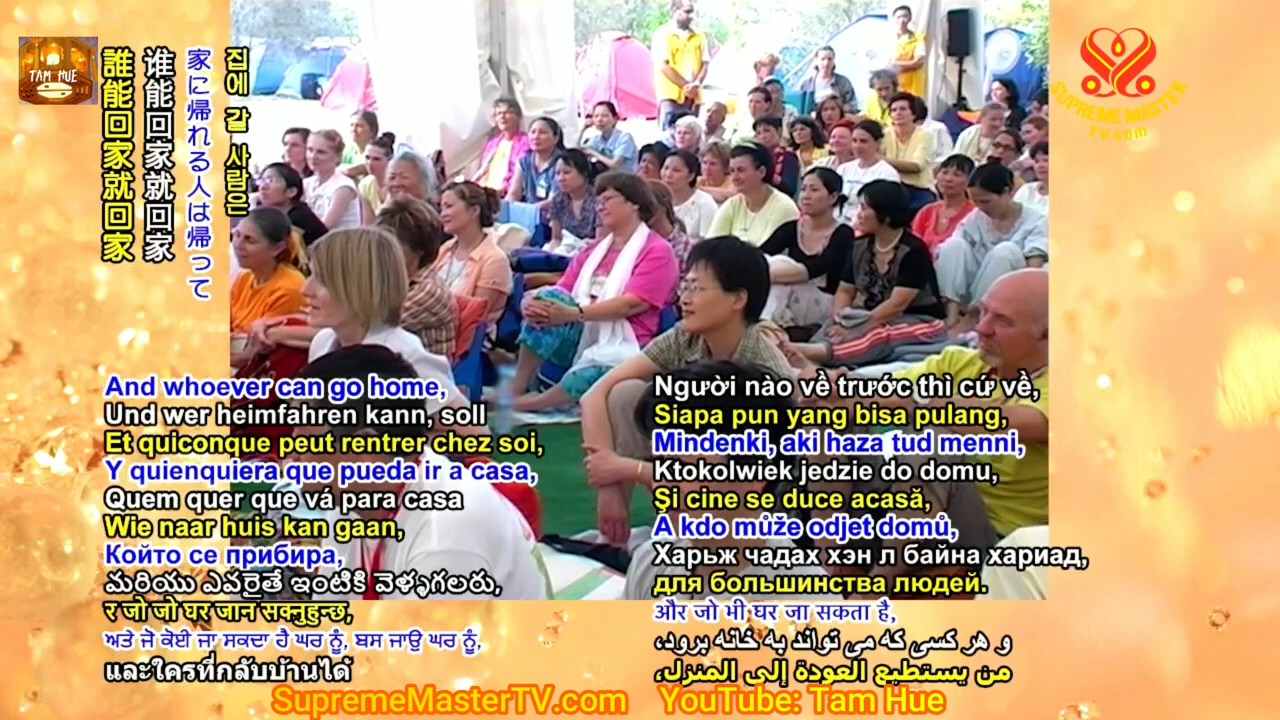 TAM HUE
誰能回家就回家
谁能回家就回家
家に帰れる人は帰って
집에 갈 사람은
SUPREME MASTER
TV.com
And whoever can go home,
Und wer heimfahren kann, soll
Et quiconque peut rentrer chez soi,
Y quienquiera que pueda ir a casa,
Quem quer que vá para casa
Wie naar huis kan gaan,
Който се прибира,
మరియు ఎవరైతే ఇంటికి వెళ్ళగలరు,
र जो जो घर जान सक्नुहुन्छ,
ਅਤੇ ਜੋ ਕੋਈ ਜਾ ਸਕਦਾ ਹੈ ਘਰ ਨੂੰ, ਬਸ ਜਾਉ ਘਰ ਨੂੰ,
และใครที่กลับบ้านได้
Người nào về trước thì cứ về,
Siapa pun yang bisa pulang,
Mindenki, aki haza tud menni,
Ktokolwiek jedzie do domu,
Şi cine se duce acasă,
A kdo může odjet domů,
Харьж чадах хэн л байна хариад,
для большинства людей.
और जो भी घर जा सकता है,
و هر کسی که می تواند به خانه برود،
من يستطيع العودة إلى المنزل،
SupremeMasterTV.com YouTube: Tam Hue